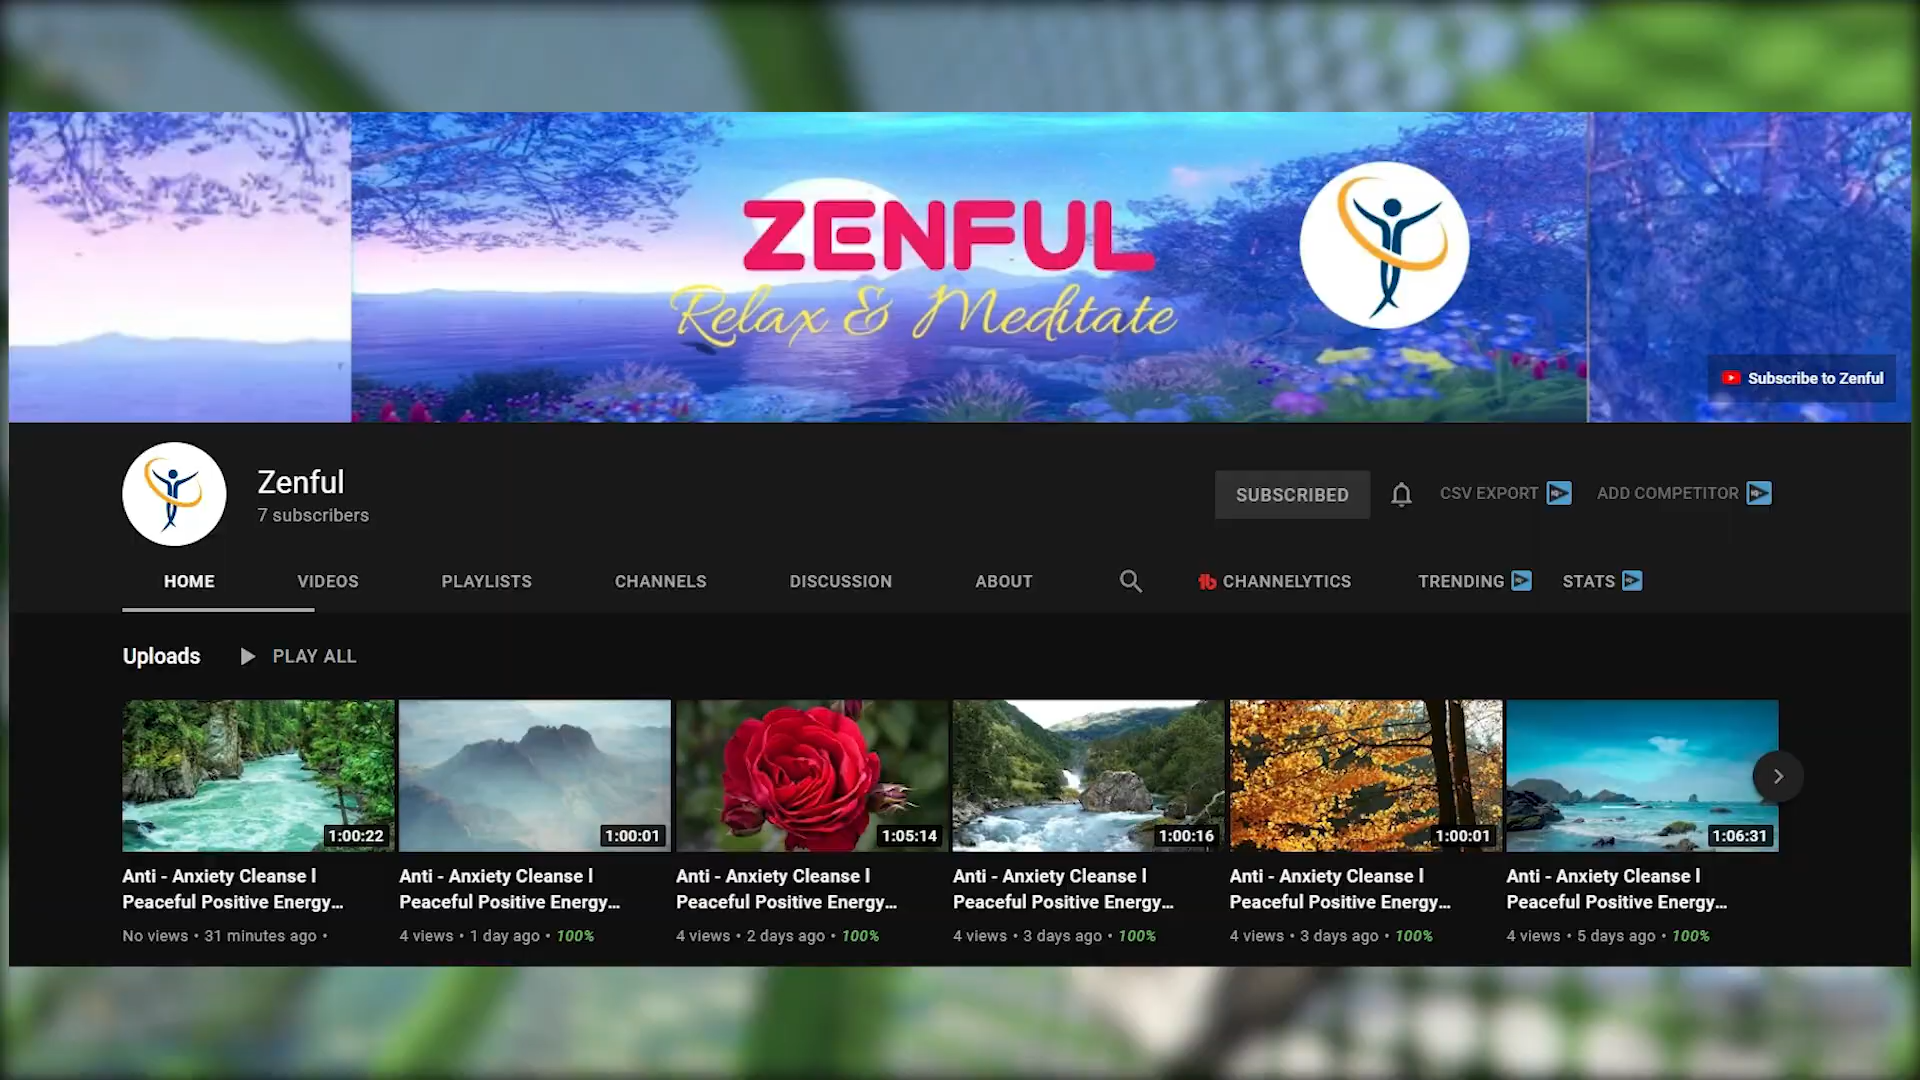 ZENFUL
Relax & Meditate
Subscribe to Zenful
Zenful
7 subscribers
SUBSCRIBED
CSV EXPORT
ADD COMPETITOR
HOME
VIDEOS
PLAYLISTS
CHANNELS
DISCUSSION
ABOUT
CHANNELYTICS
TRENDING
STATS
Uploads
PLAY ALL
1:00:22
1:00:01
1:05:14
1:00:16
1:00:01
1:06:31
Anti - Anxiety Cleanse l
Peaceful Positive Energy...
No views • 31 minutes ago •
Anti - Anxiety Cleanse l
Peaceful Positive Energy...
4 views • 1 day ago • 100%
Anti - Anxiety Cleanse l
Peaceful Positive Energy...
4 views • 2 days ago • 100%
Anti - Anxiety Cleanse l
Peaceful Positive Energy...
4 views • 3 days ago • 100%
Anti - Anxiety Cleanse l
Peaceful Positive Energy...
4 views • 3 days ago • 100%
Anti - Anxiety Cleanse l
Peaceful Positive Energy...
4 views • 5 days ago • 100%